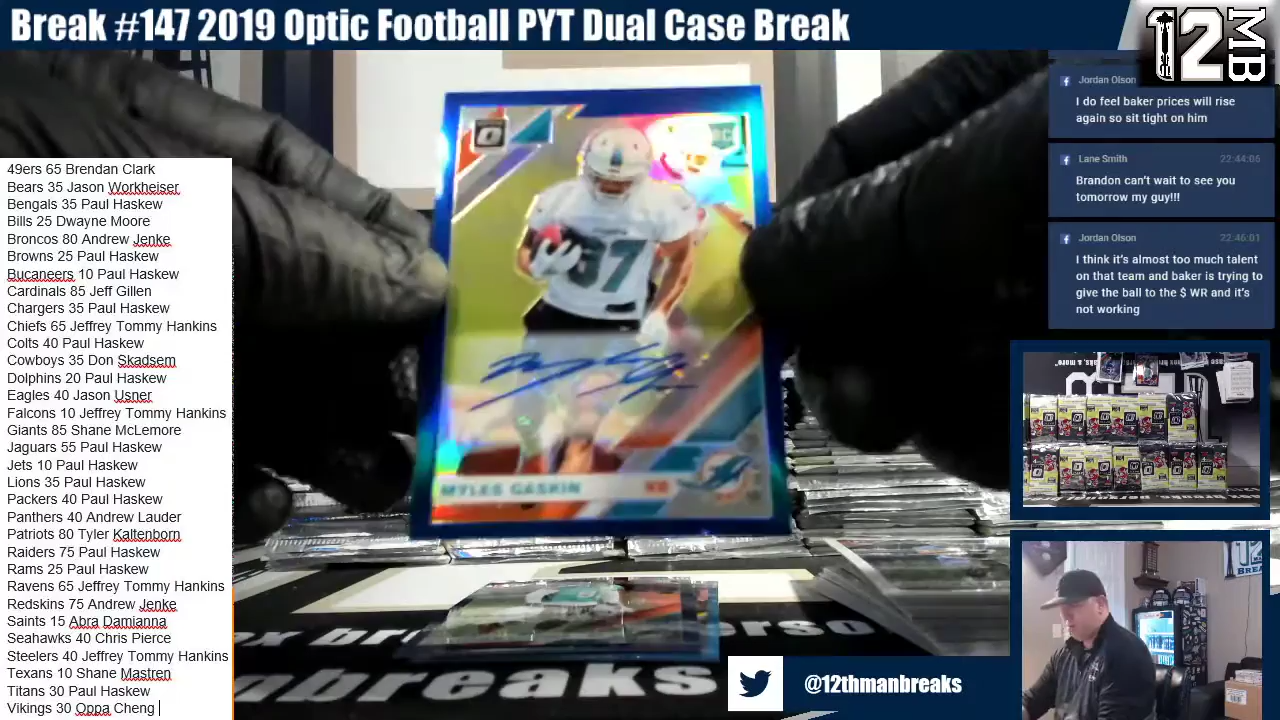 Break #147 2019 Optic Football PYT Dual Case Break
12
MB
Jordan Olson
I do feel baker prices will rise
again so sit tight on him
Lane Smith 22:44:06
Brandon can't wait to see you
tomorrow my guy!!!
Jordan Olson 22:46:01
I think it's almost too much talent
on that team and baker is trying to
give the ball to the $ WR and it's
not working
49ers 65 Brendan Clark
Bears 35 Jason Workheiser
Bengals 35 Paul Haskew
Bills 25 Dwayne Moore
Broncos 80 Andrew Jenke
Browns 25 Paul Haskew
Bucaneers 10 Paul Haskew
Cardinals 85 Jeff Gillen
Chargers 35 Paul Haskew
Chiefs 65 Jeffrey Tommy Hankins
Colts 40 Paul Haskew
Cowboys 35 Don Skadsem
Dolphins 20 Paul Haskew
Eagles 40 Jason Usner
Falcons 10 Jeffrey Tommy Hankins
Giants 85 Shane McLemore
Jaguars 55 Paul Haskew
Jets 10 Paul Haskew
Lions 35 Paul Haskew
Packers 40 Paul Haskew
Panthers 40 Andrew Lauder
Patriots 80 Tyler Kaltenborn
Raiders 75 Paul Haskew
Rams 25 Paul Haskew
Ravens 65 Jeffrey Tommy Hankins
Redskins 75 Andrew Jenke
Saints 15 Abra Damianna
Seahawks 40 Chris Pierce
Steelers 40 Jeffrey Tommy Hankins
Texans 10 Shane Mastren
Titans 30 Paul Haskew
Vikings 30 Oppa Cheng
37
MYLES GASKIN RB
nbreaks
@12thmanbreaks
12